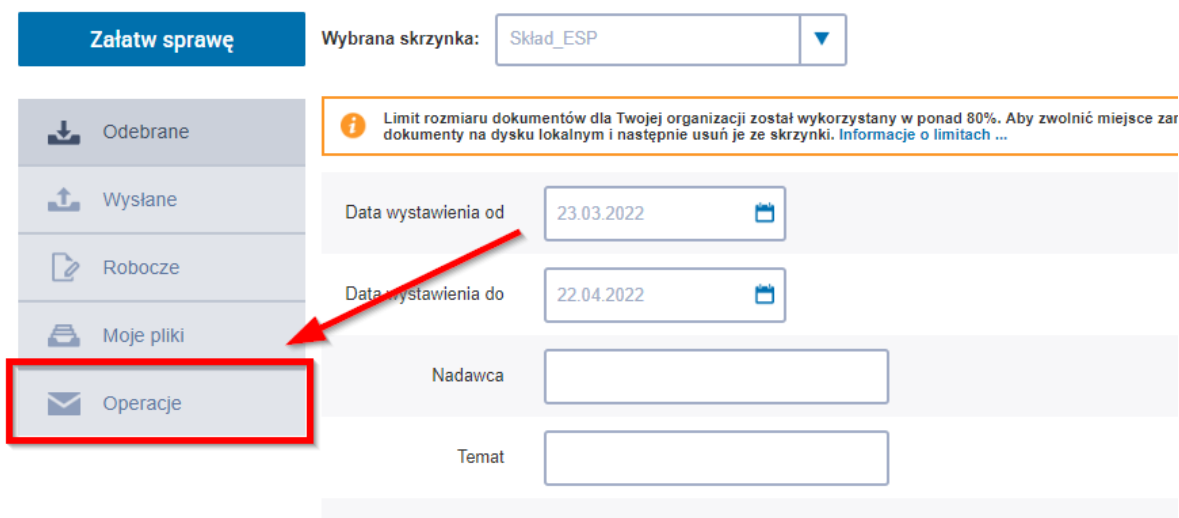 Załatw sprawę
Wybrana skrzynka:
Skład_ESP
Odebrane
Wysłane
Robocze
Moje pliki
Operacje
Limit rozmiaru dokumentów dla Twojej organizacji został wykorzystany w ponad 80%. Aby zwolnić miejsce
dokumenty na dysku lokalnym i następnie usuń je ze skrzynki. Informacje o limitach ...
Data wystawienia od
23.03.2022
Data wystawienia do
22.04.2022
Nadawca
Temat